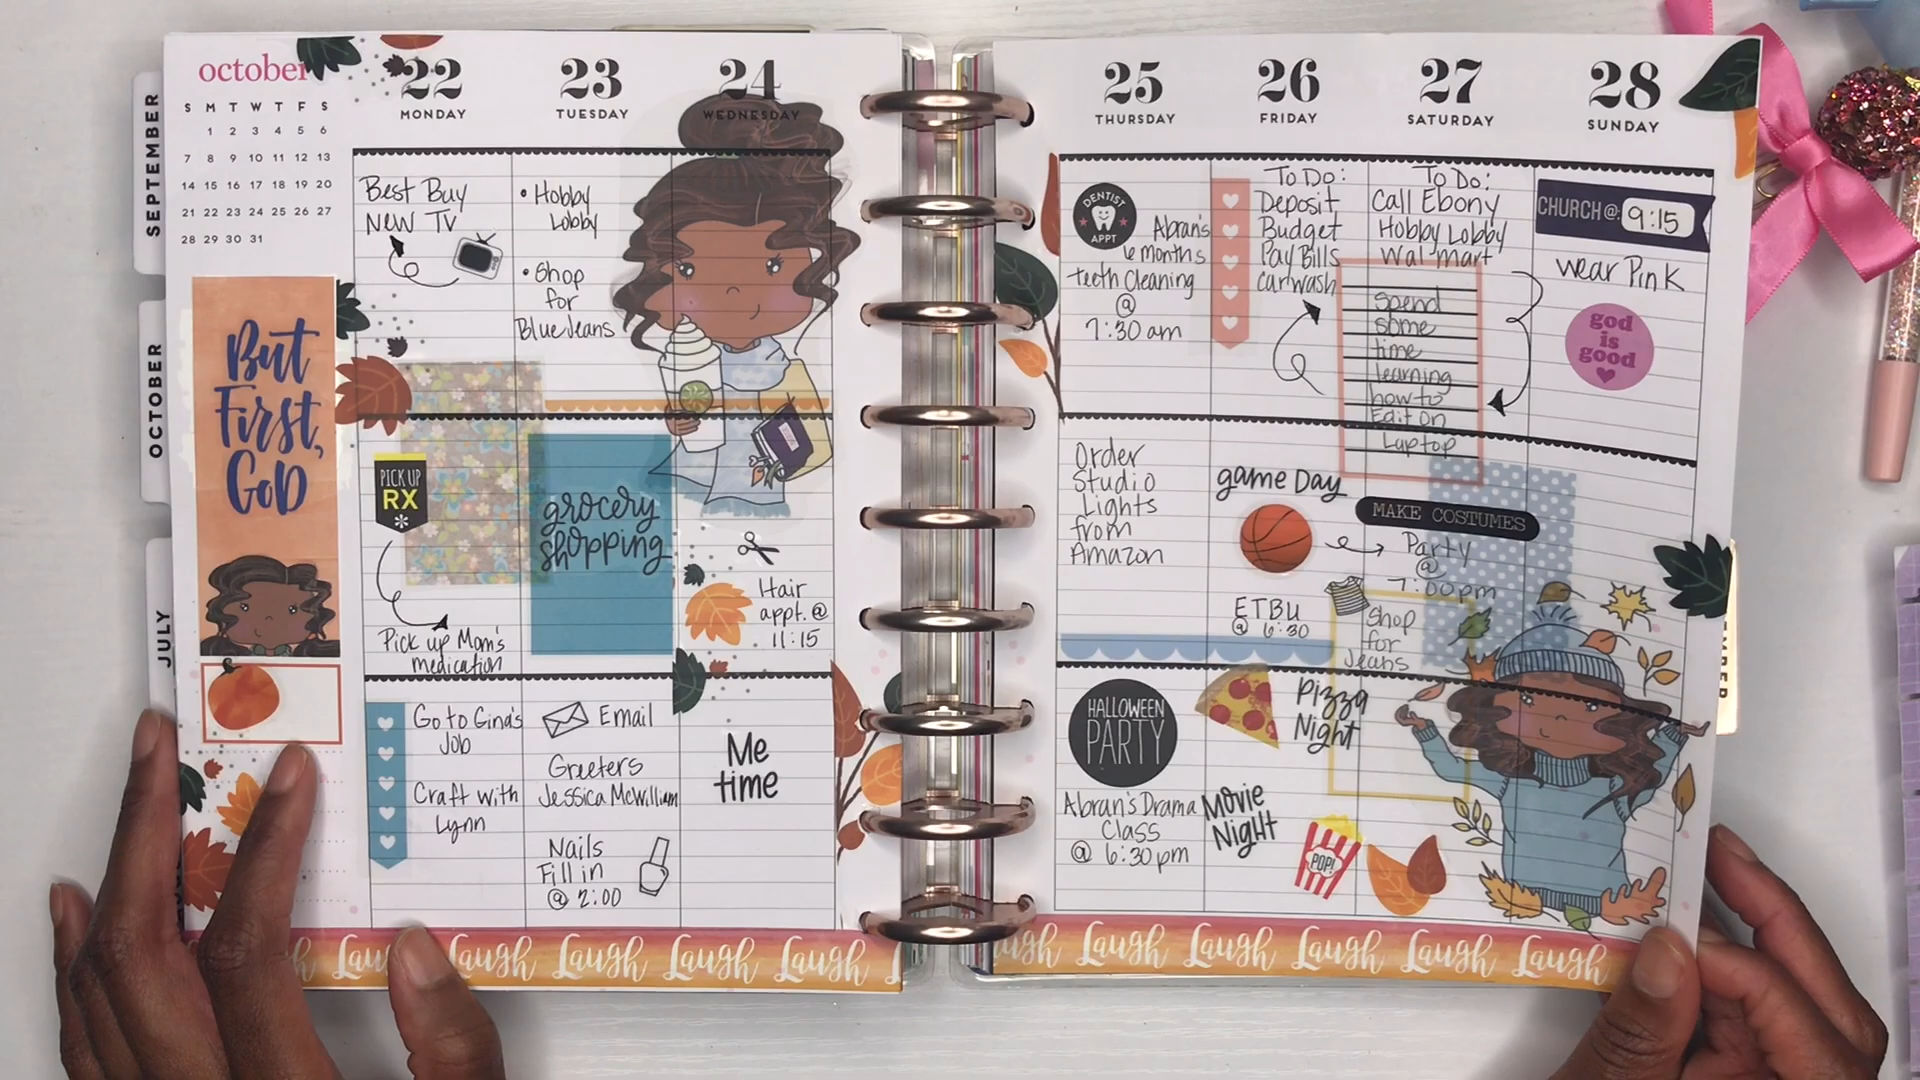 october
S M T W T F S
1 2 3 4 5 6
7 8 9 10 11 12 13
14 15 16 17 18 19 20
21 22 23 24 25 26 27
28 29 30 31
SEPTEMBER
OCTOBER
JULY
But
First,
GoD
22
MONDAY
Best Buy
New TV
PICK UP
RX
Pick up Mom's
medication
Go to Gina's
Job
Craft with
Lynn
23
TUESDAY
• Hobby
Lobby
• Shop
for
Blue Jeans
grocery
shopping
Email
Greeters
Jessica McWilliam
Nails
Fill in
@ 2:00
24
WEDNESDAY
Hair
appt. @
11:15
Me
time
Laugh Laugh Laugh Laugh Laugh L
25
THURSDAY
DENTIST
APPT
Abran's
6 months
Teeth Cleaning
@
7:30 am
Order
Studio
Lights
from
Amazon
HALLOWEEN
PARTY
Abran's Drama
Class
@ 6:30 pm
26
FRIDAY
To Do:
Deposit
Budget
Pay Bills
carwash
game Day
ETBU
@ 6:30
Pizza
Night
Movie
Night
POP!
27
SATURDAY
To Do:
Call Ebony
Hobby Lobby
Walmart
spend
some
time
learning
how to
Edit on
Laptop
MAKE COSTUMES
Party
@
7:00pm
Shop
for
Jeans
28
SUNDAY
CHURCH @: 9:15
wear Pink
god
is
good
Laugh Laugh Laugh Laugh Laugh Laugh